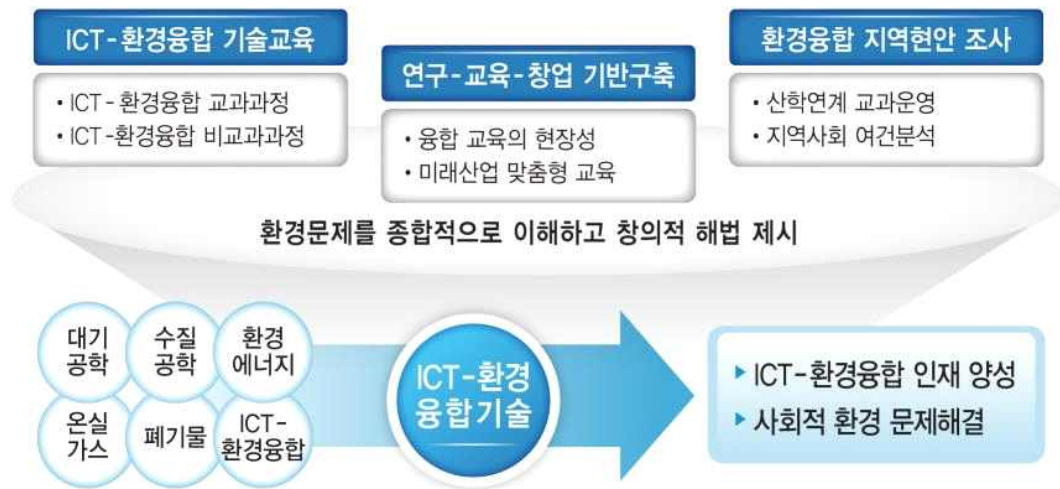 ICT-환경융합 기술교육
• ICT - 환경융합 교과과정
• ICT-환경융합 비교과과정
연구-교육-창업 기반구축
• 융합 교육의 현장성
• 미래산업 맞춤형 교육
환경융합 지역현안 조사
• 산학연계 교과운영
• 지역사회 여건분석
환경문제를 종합적으로 이해하고 창의적 해법 제시
대기
공학
수질
공학
환경
에너지
온실
가스
폐기물
ICT-
환경융합
ICT-환경
융합기술
▸ ICT-환경융합 인재 양성
▸ 사회적 환경 문제해결